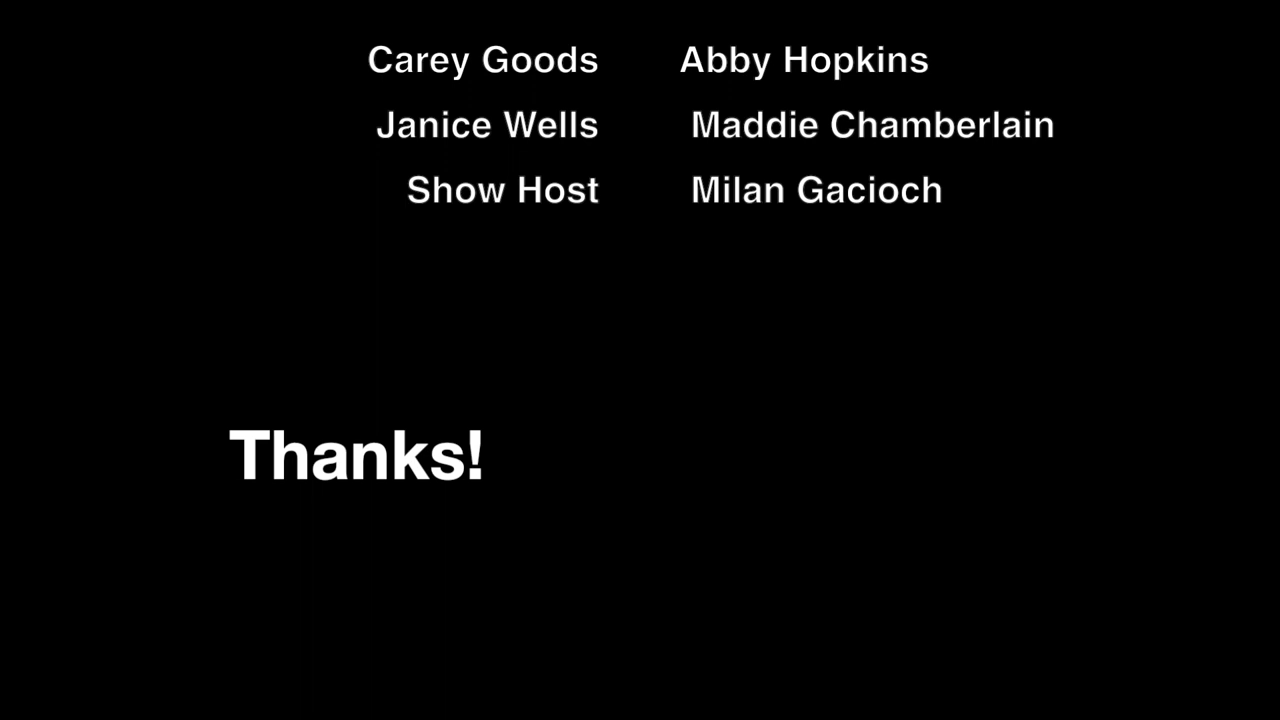 Carey Goods Abby Hopkins
Janice Wells Maddie Chamberlain
Show Host Milan Gacioch
Thanks!